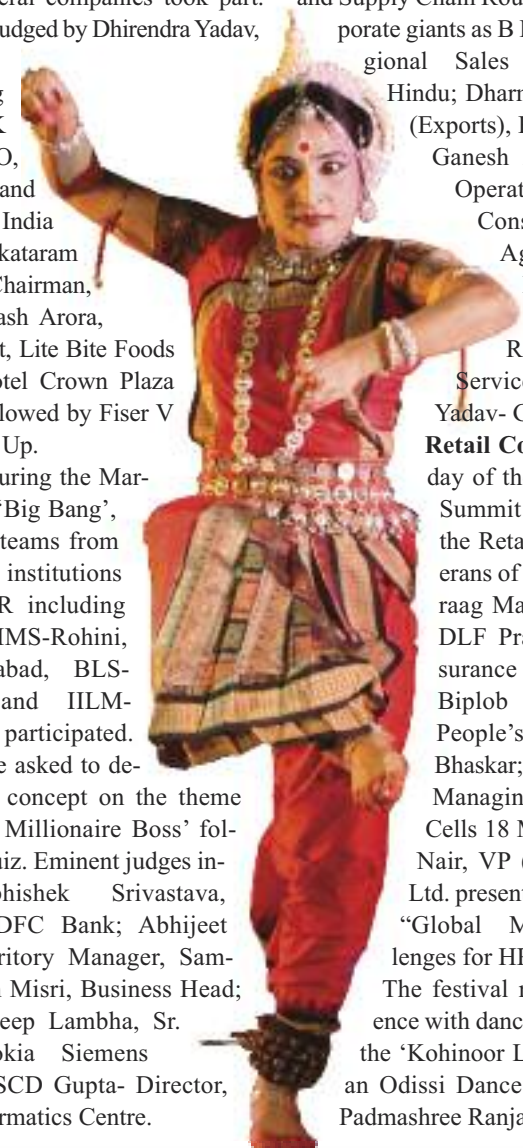 eral companies took part.
udged by Dhirendra Yadav,
g
K
O,
and
India
kataram
Chairman,
ash Arora,
t, Lite Bite Foods
otel Crown Plaza
llowed by Fiser V
Up.
uring the Mar-
‘Big Bang’,
teams from
institutions
R including
IMS-Rohini,
abad, BLS-
and IILM-
participated.
e asked to de-
concept on the theme
Millionaire Boss’ fol-
uiz. Eminent judges in-
bhishek Srivastava,
DFC Bank; Abhijeet
ritory Manager, Sam-
n Misri, Business Head;
eep Lambha, Sr.
okia Siemens
SCD Gupta- Director,
ormatics Centre.
and Supply Chain Rou
porate giants as B
gional Sales
Hindu; Dharm
(Exports), I
Ganesh
Operat
Cons
Ag
R
Service
Yadav- C
Retail Co
day of th
Summit
the Reta
erans of
raag Ma
DLF Pra
surance
Biplob
People’s
Bhaskar;
Managin
Cells 18 M
Nair, VP (
Ltd. present
“Global M
lenges for HR
The festival r
ence with danc
the ‘Kohinoor L
an Odissi Dance
Padmashree Ranja